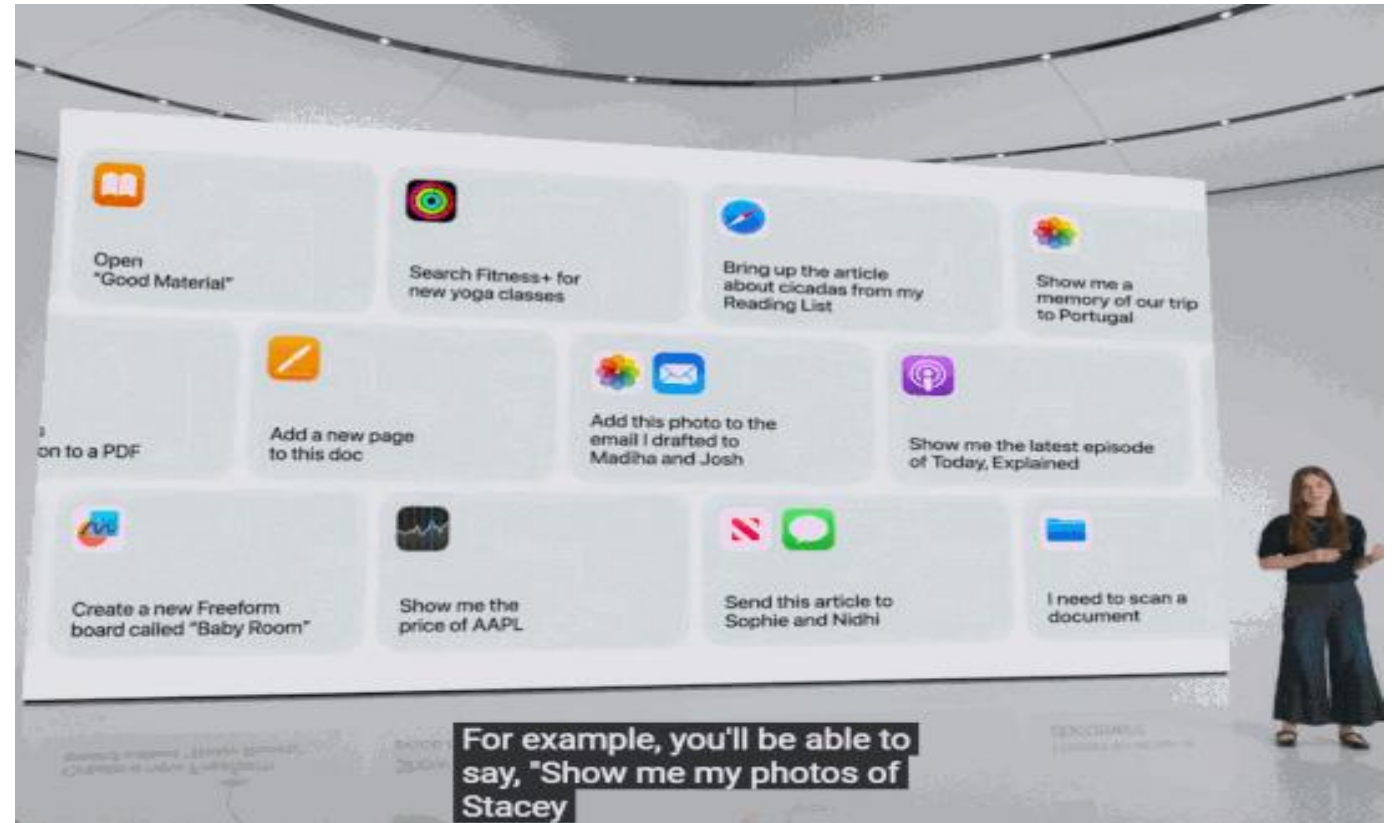 Open
"Good Material"
Search Fitness+ for
new yoga classes
Bring up the article
about cicadas from my
Reading List
Show me a
memory of our trip
to Portugal
on to a PDF
Add a new page
to this doc
Add this photo to the
email I drafted to
Madiha and Josh
Show me the latest episode
of Today, Explained
Create a new Freeform
board called "Baby Room"
Show me the
price of AAPL
Send this article to
Sophie and Nidhi
I need to scan a
document
For example, you'll be able to
say, "Show me my photos of
Stacey